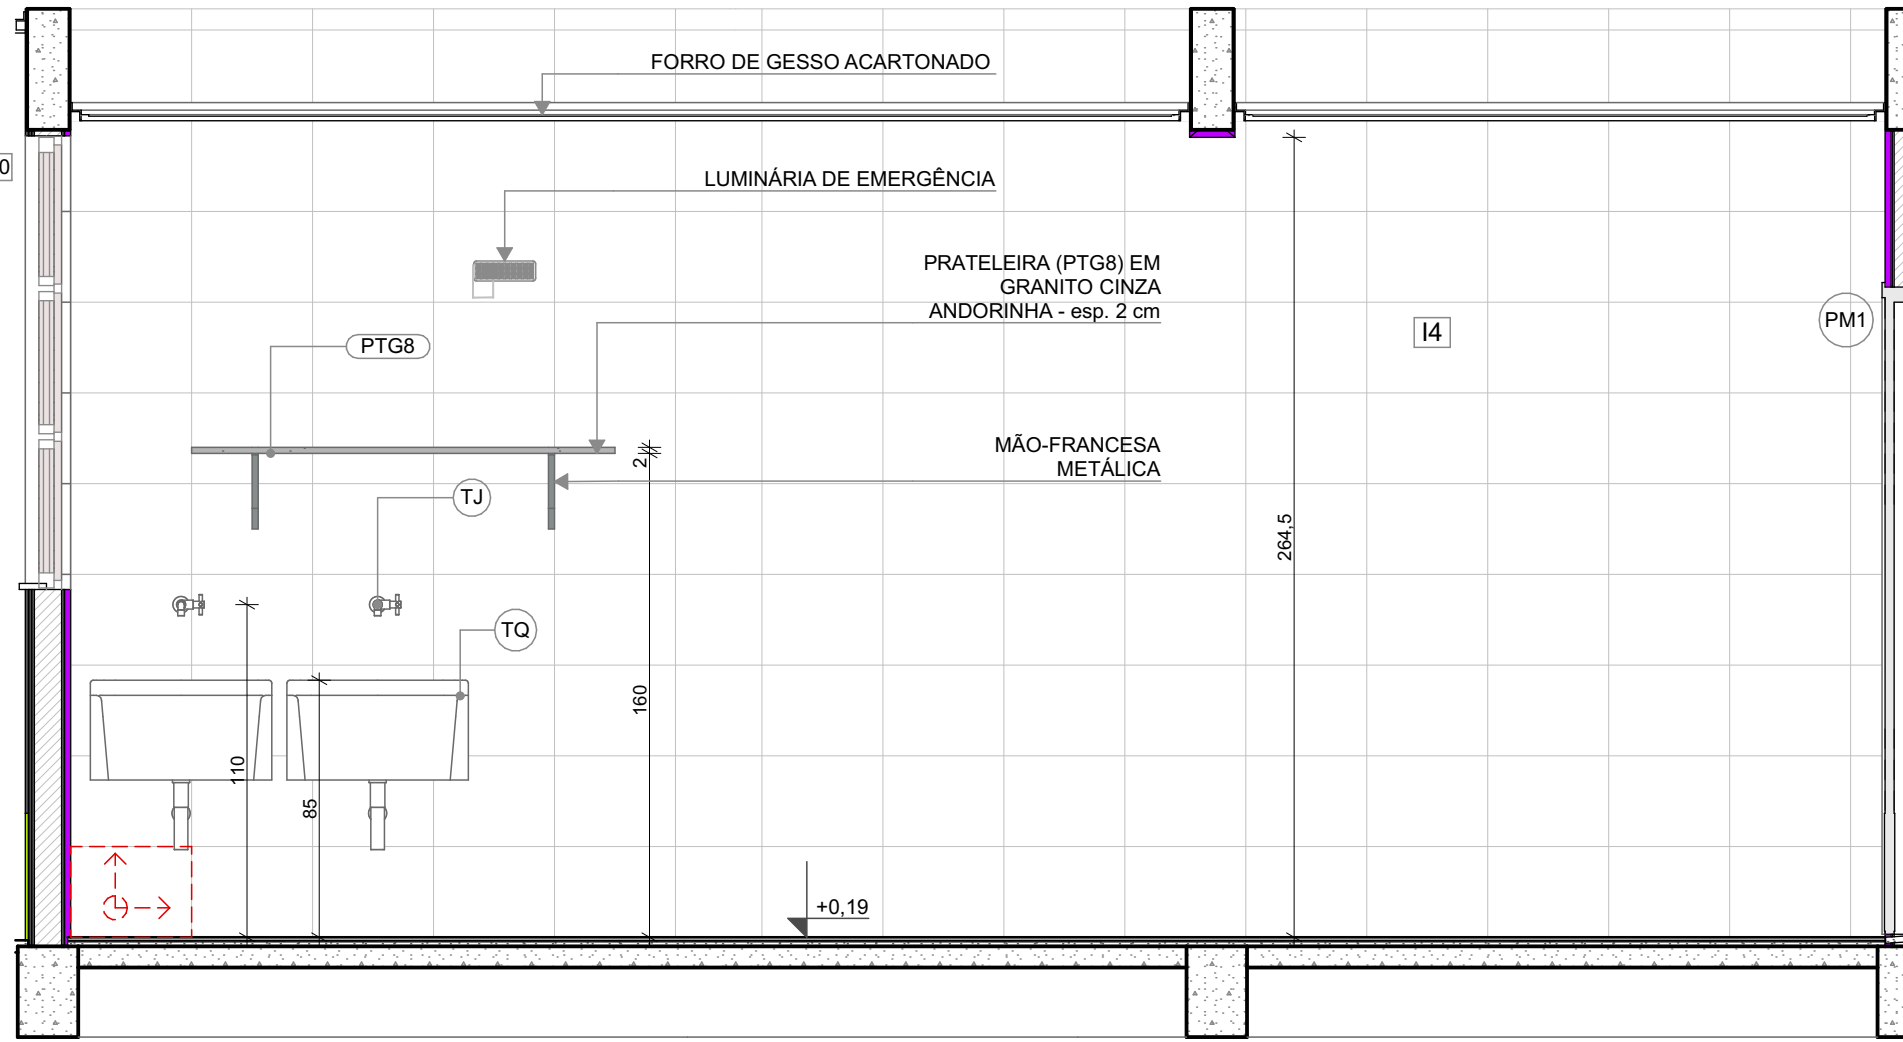 FORRO DE GESSO ACARTONADO
0
LUMINÁRIA DE EMERGÊNCIA
PRATELEIRA (PTG8) EM
GRANITO CINZA
ANDORINHA - esp. 2 cm
PM1
I4
PTG8
MÃO-FRANCESA
METÁLICA
2
TJ
264,5
TQ
160
110
85
+0,19